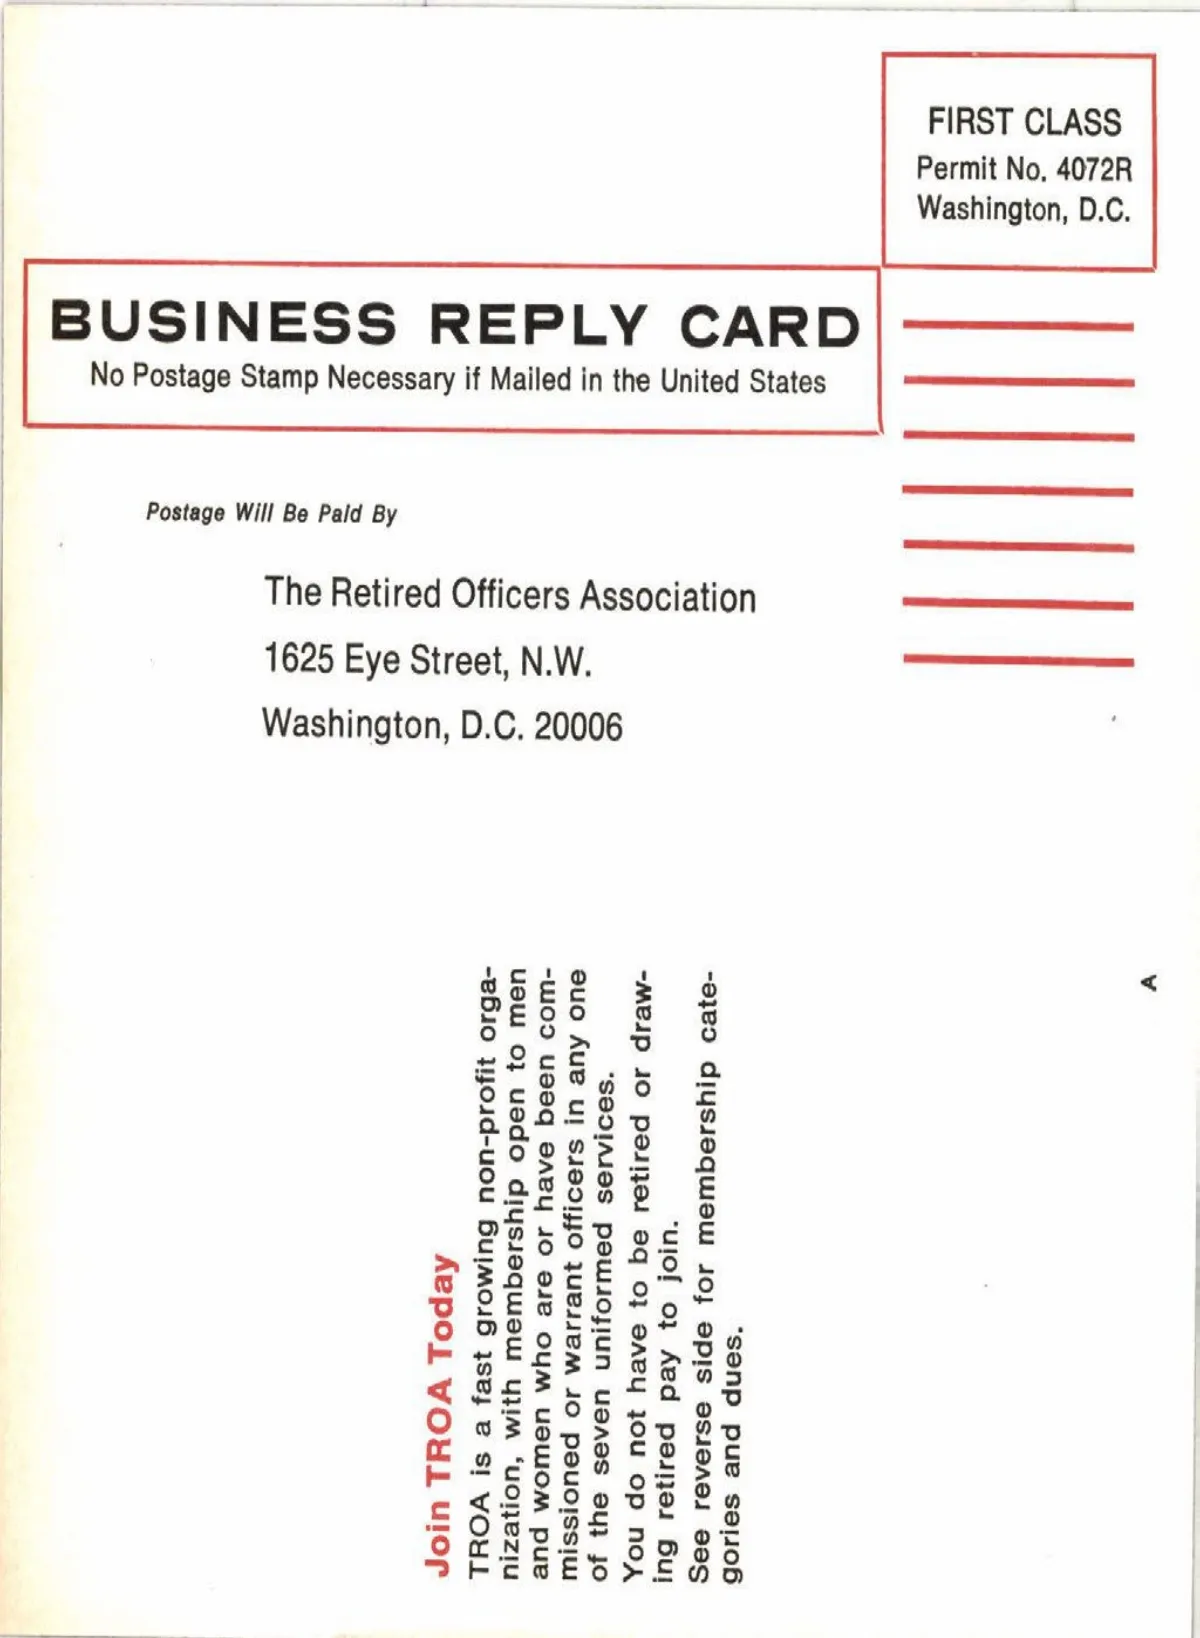 FIRST CLASS
Permit No. 4072R
Washington, D.C.
BUSINESS REPLY CARD
No Postage Stamp Necessary if Mailed in the United States
Postage Will Be Paid By
The Retired Officers Association
1625 Eye Street, N.W.
Washington, D.C. 20006
Join TROA Today
TROA is a fast growing non-profit orga-
nization, with membership open to men
and women who are or have been com-
missioned or warrant officers in any one
of the seven uniformed services.
You do not have to be retired or draw-
ing retired pay to join.
See reverse side for membership cate-
gories and dues.
A